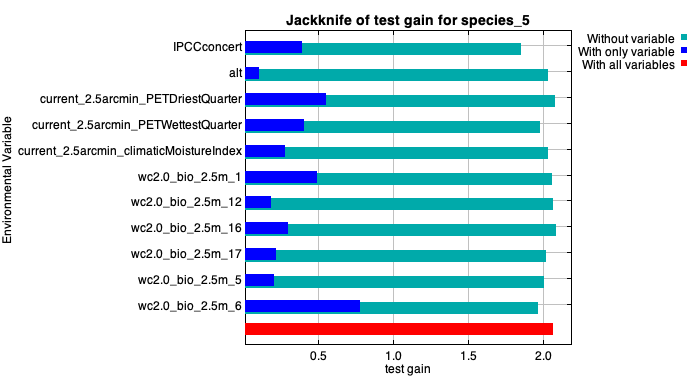 Jackknife of test gain for species_5
Without variable
With only variable
With all variables
Environmental Variable
IPCCconcert
alt
current_2.5arcmin_PETDriestQuarter
current_2.5arcmin_PETWettestQuarter
current_2.5arcmin_climaticMoistureIndex
wc2.0_bio_2.5m_1
wc2.0_bio_2.5m_12
wc2.0_bio_2.5m_16
wc2.0_bio_2.5m_17
wc2.0_bio_2.5m_5
wc2.0_bio_2.5m_6
0.5 1.0 1.5 2.0
test gain